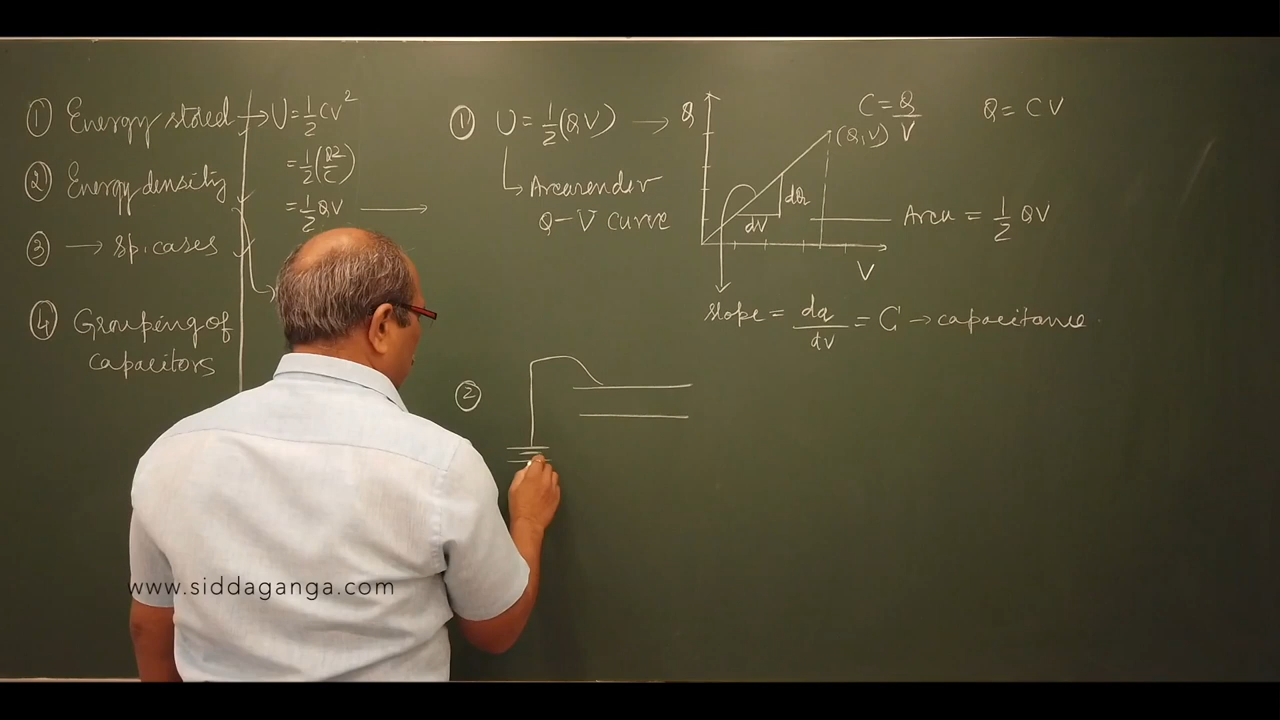 ① Energy stored → U = 1/2 CV²
= 1/2 (Q²/C)
② Energy density
= 1/2 QV →
③ → Sp. cases
④ Grouping of
capacitors
① U = 1/2 (QV) →
→ Area under
Q – V curve
Q
(Q, V)
dq
dV
V
C = Q/V
Q = CV
Area = 1/2 QV
slope = dq/dv = C → capacitance
②
www.siddaganga.com